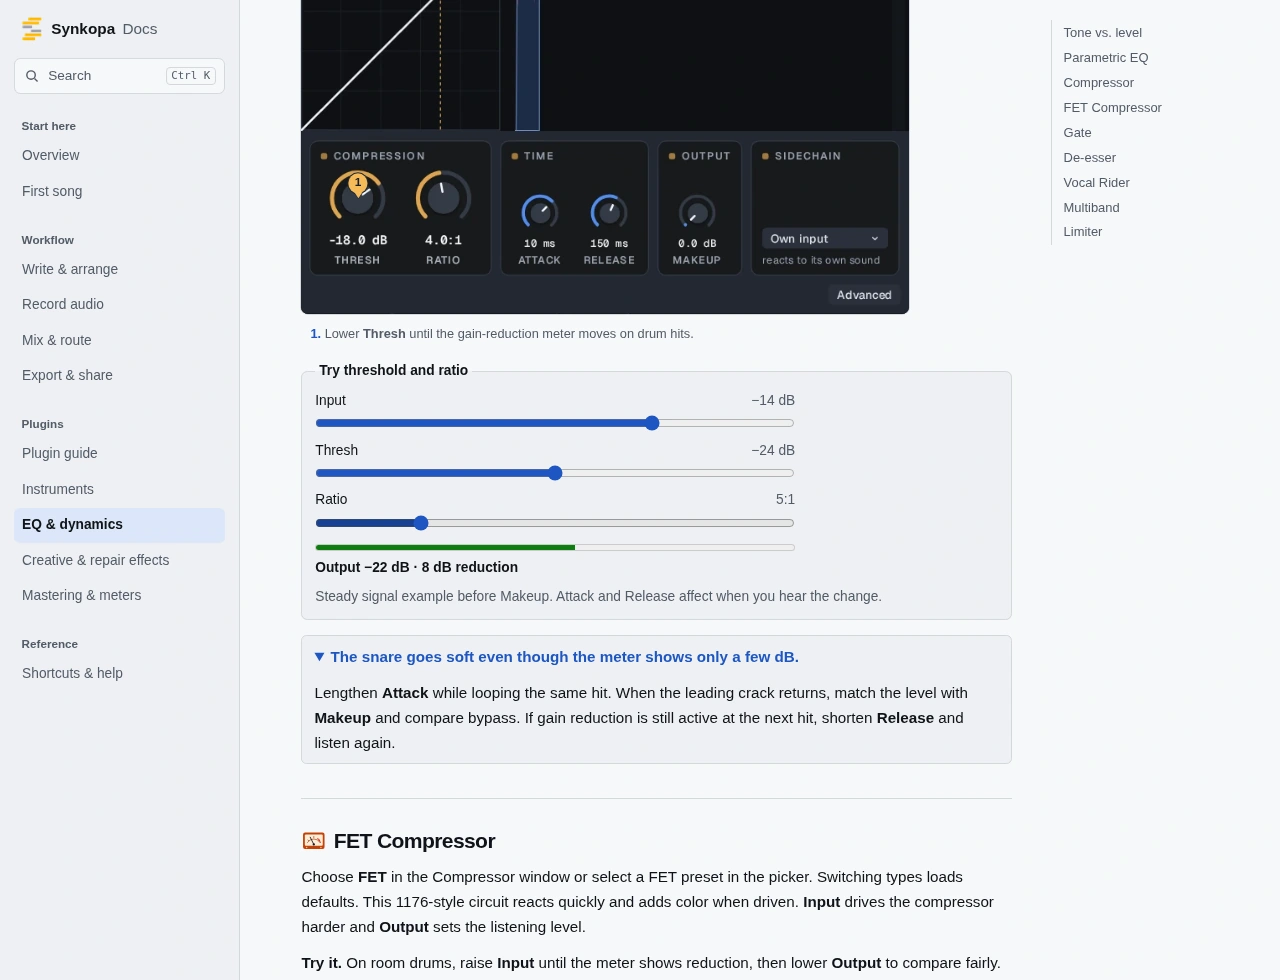 Synkopa Docs
Search Ctrl K
Start here
Overview
First song
Workflow
Write & arrange
Record audio
Mix & route
Export & share
Plugins
Plugin guide
Instruments
EQ & dynamics
Creative & repair effects
Mastering & meters
Reference
Shortcuts & help
COMPRESSION
1
-18.0 dB 4.0:1
THRESH RATIO
TIME
10 ms 150 ms
ATTACK RELEASE
OUTPUT
0.0 dB
MAKEUP
SIDECHAIN
Own input
reacts to its own sound
Advanced
1. Lower Thresh until the gain-reduction meter moves on drum hits.
Try threshold and ratio
Input −14 dB
Thresh −24 dB
Ratio 5:1
Output −22 dB · 8 dB reduction
Steady signal example before Makeup. Attack and Release affect when you hear the change.
▼ The snare goes soft even though the meter shows only a few dB.
Lengthen Attack while looping the same hit. When the leading crack returns, match the level with
Makeup and compare bypass. If gain reduction is still active at the next hit, shorten Release and
listen again.
FET Compressor
Choose FET in the Compressor window or select a FET preset in the picker. Switching types loads
defaults. This 1176-style circuit reacts quickly and adds color when driven. Input drives the compressor
harder and Output sets the listening level.
Try it. On room drums, raise Input until the meter shows reduction, then lower Output to compare fairly.
Tone vs. level
Parametric EQ
Compressor
FET Compressor
Gate
De-esser
Vocal Rider
Multiband
Limiter